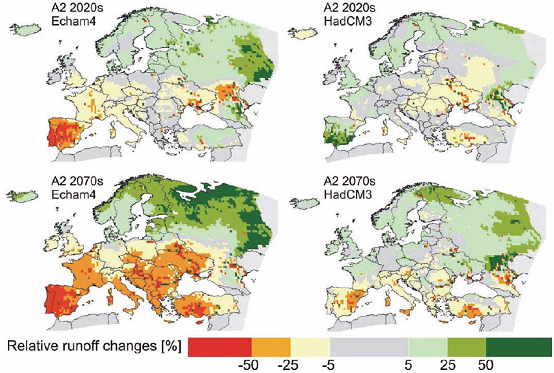 A2 2020s
Echam4
A2 2020s
HadCM3
A2 2070s
Echam4
A2 2070s
HadCM3
Relative runoff changes [%]
-50 -25 -5 5 25 50